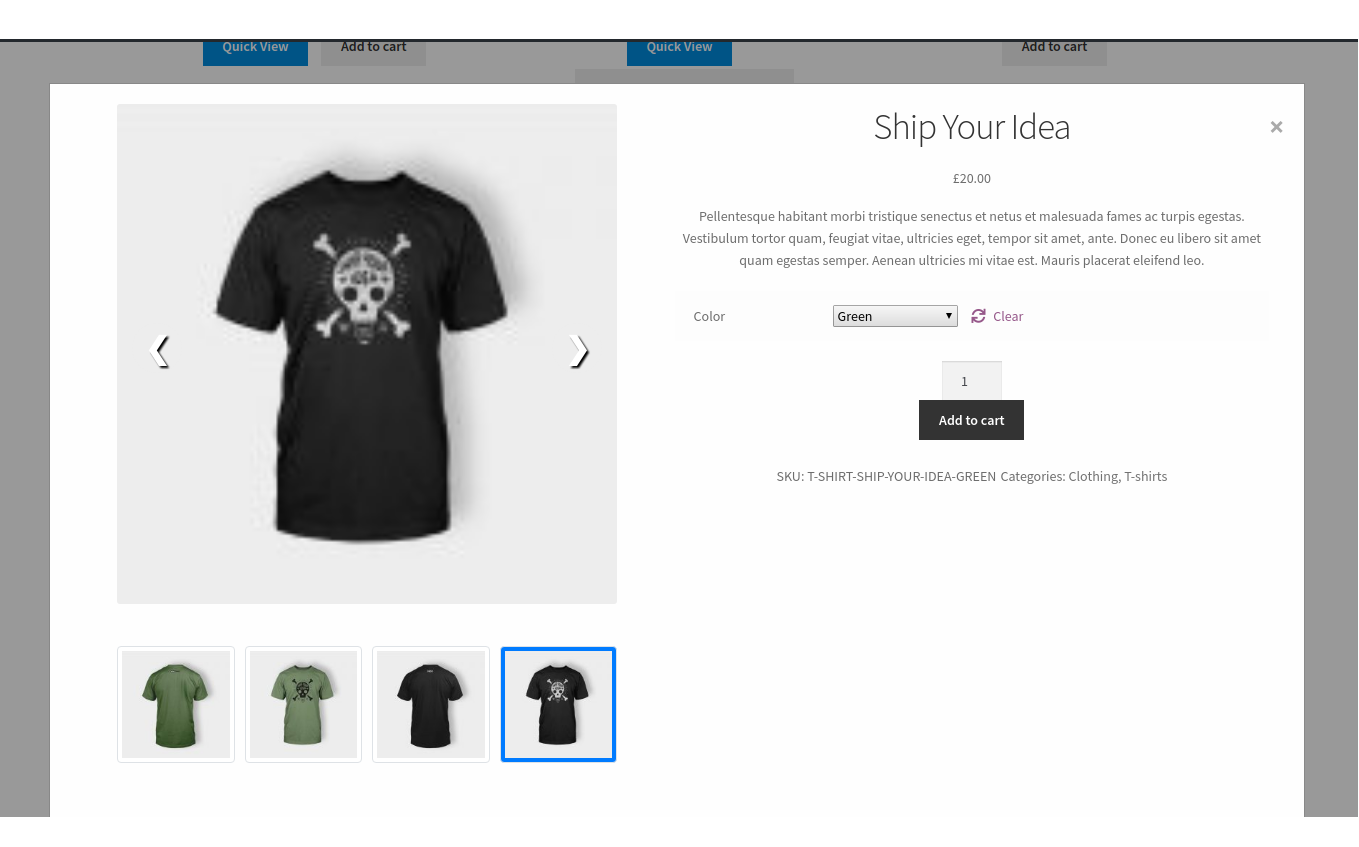 Quick View
Add to cart
Quick View
Add to cart
Ship Your Idea
×
£20.00
Pellentesque habitant morbi tristique senectus et netus et malesuada fames ac turpis egestas.
Vestibulum tortor quam, feugiat vitae, ultricies eget, tempor sit amet, ante. Donec eu libero sit amet
quam egestas semper. Aenean ultricies mi vitae est. Mauris placerat eleifend leo.
Color
Green
Clear
1
Add to cart
SKU: T-SHIRT-SHIP-YOUR-IDEA-GREEN Categories: Clothing, T-shirts